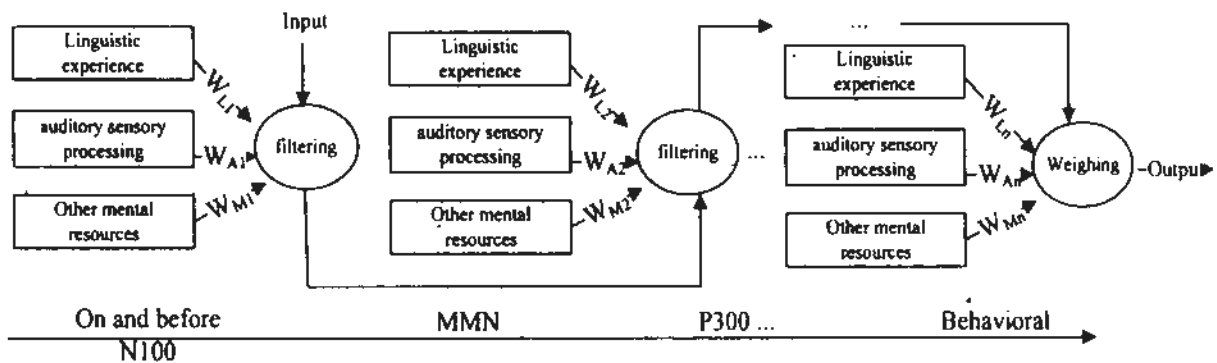 Input
Linguistic
experience
W_L1
auditory sensory
processing
W_A1
filtering
Other mental
resources
W_M1
Linguistic
experience
W_L2
auditory sensory
processing
W_A2
filtering
...
Other mental
resources
W_M2
...
Linguistic
experience
W_Ln
auditory sensory
processing
W_An
Weighing
Output
Other mental
resources
W_Mn
On and before
N100
MMN
P300 ...
Behavioral